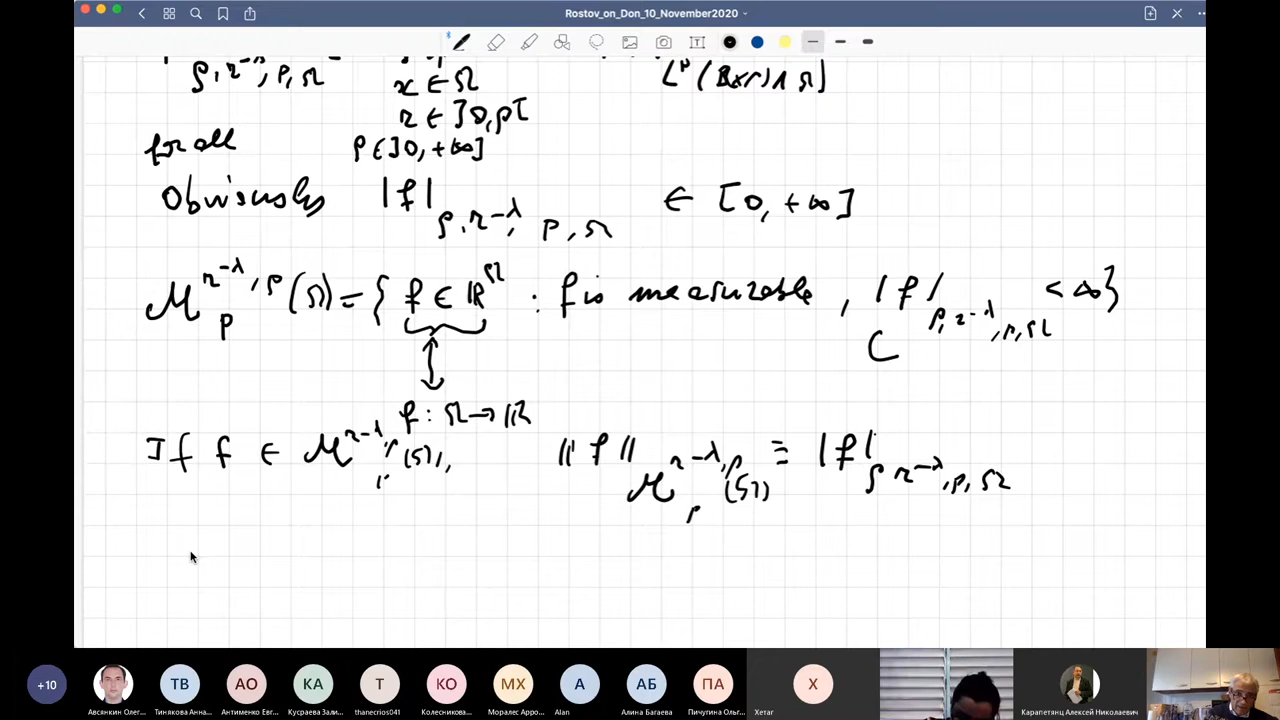 Rostov_on_Don_10_November2020
ρ, r^{-λ}, p, Ω
x ∈ Ω
L^p(B(x,r)∩Ω)
r ∈ ]0,ρ[
for all ρ∈]0,+∞]
Obviously |f|_{ρ, r^{-λ}, p, Ω} ∈ [0,+∞]
M_p^{r^{-λ}, ρ}(Ω) = { f ∈ ℝ^Ω : f is measurable, |f|_{ρ, r^{-λ}, p, Ω} < ∞}
f : Ω → ℝ
If f ∈ M_p^{r^{-λ}, ρ}(Ω), ‖f‖_{M_p^{r^{-λ}, ρ}(Ω)} ≡ |f|_{ρ, r^{-λ}, p, Ω}
+10
ТВ
АО
КА
Т
КО
МХ
А
АБ
ПА
Х
Авсянкин Олег...
Тинякова Анна...
Антименко Евг...
Кусраева Зали...
thanecrios041
Колесникова...
Моралес Арро...
Alan
Алина Багаева
Пичугина Ольг...
Хетаг
Карапетянц Алексей Николаевич